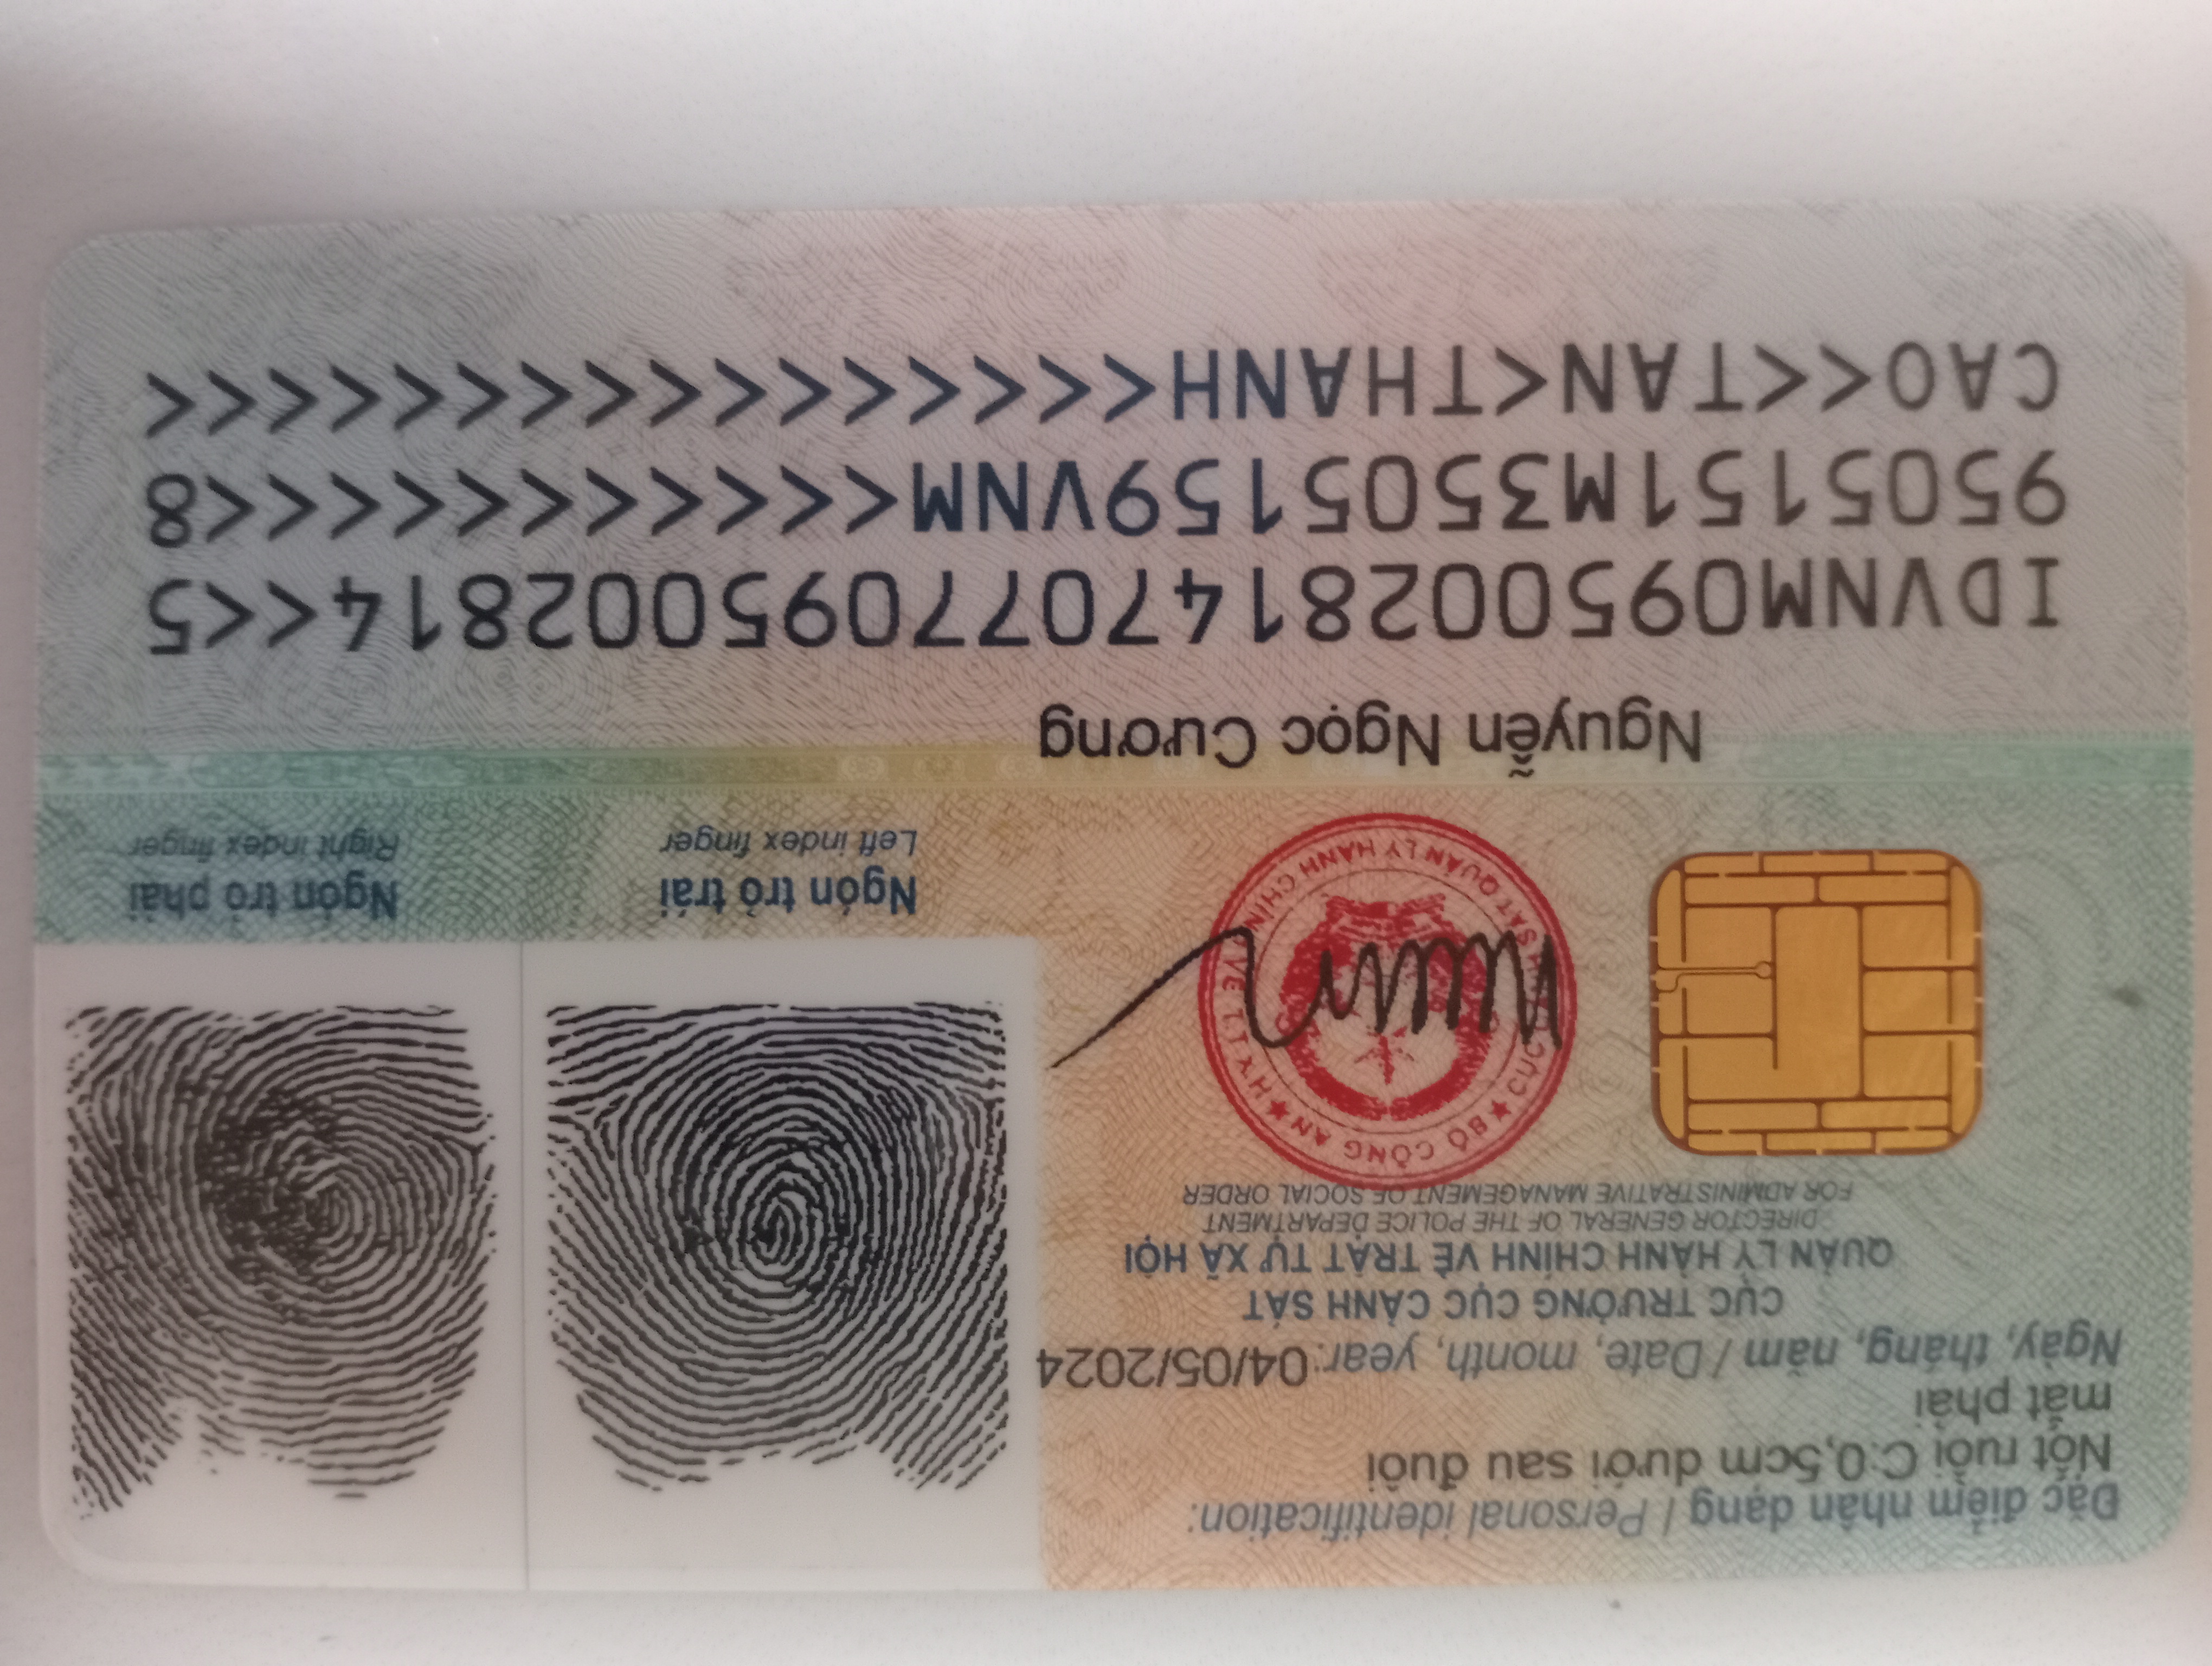 Đặc điểm nhận dạng / Personal identification:
Nốt ruồi C:0,5cm dưới sau đuôi
mắt phải
Ngày, tháng, năm / Date, month, year: 04/05/2024
CỤC TRƯỞNG CỤC CẢNH SÁT
QUẢN LÝ HÀNH CHÍNH VỀ TRẬT TỰ XÃ HỘI
DIRECTOR GENERAL OF THE POLICE DEPARTMENT
FOR ADMINISTRATIVE MANAGEMENT OF SOCIAL ORDER
BỘ CÔNG AN
Nguyễn Ngọc Cương
Ngón trỏ trái
Left index finger
Ngón trỏ phải
Right index finger
IDVNM0950028147077095002814<<5
9505151M3505159VNM<<<<<<<<<<<8
CAO<<TAN<THANH<<<<<<<<<<<<<<<<